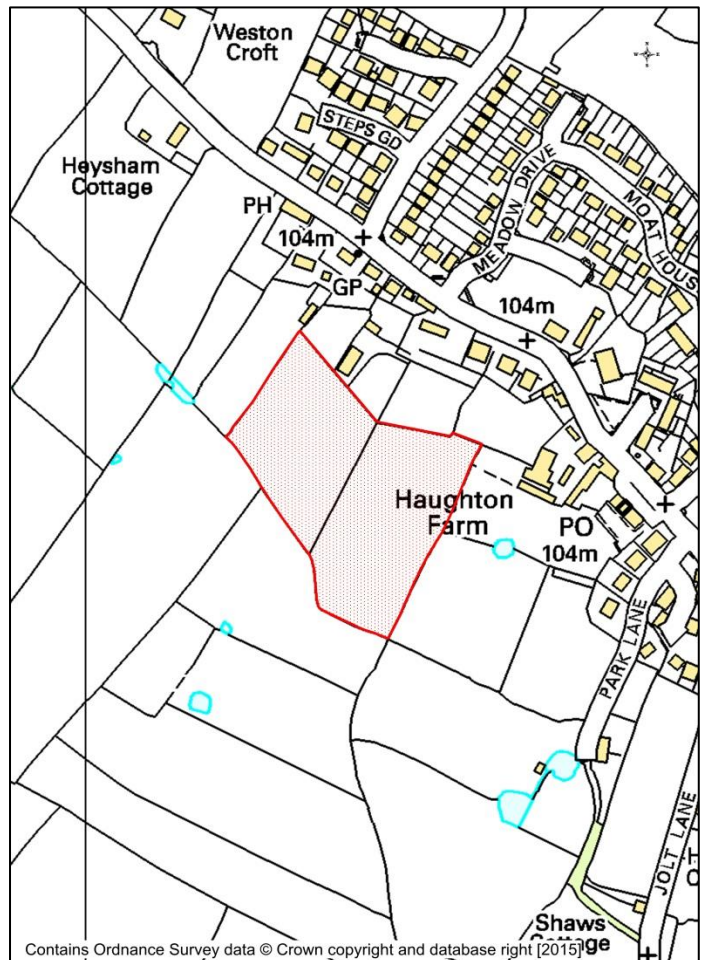 Weston
Croft
STEPS GD
Heysham
Cottage
MEADOW DRIVE
MOAT HOUS
PH
104m
GP
104m
Haughton
Farm
PO
104m
PARK LANE
JOLT LANE
Shaws
Cottage
Contains Ordnance Survey data © Crown copyright and database right [2015]